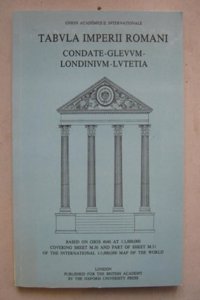 UNION ACADÉMIQUE INTERNATIONALE
TABVLA IMPERII ROMANI
CONDATE-GLEVVM-
LONDINIVM-LVTETIA
BASED ON GSGS 4646 AT 1:1,000,000
COVERING SHEET M.30 AND PART OF SHEET M.31
OF THE INTERNATIONAL 1:1,000,000 MAP OF THE WORLD
LONDON
PUBLISHED FOR THE BRITISH ACADEMY
BY THE OXFORD UNIVERSITY PRESS